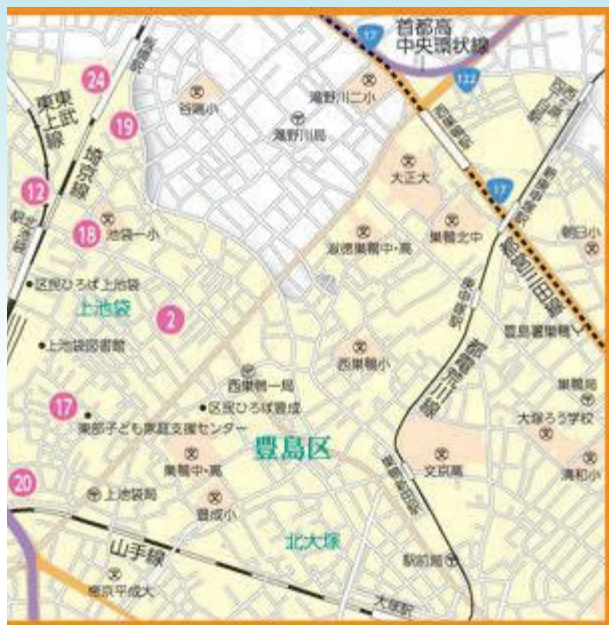 首都高
中央環状線
17
122
24
谷端小
滝野川二小
滝野川局
東武
東上線
埼京線
19
大正大
17
12
18
池袋一小
淑徳巣鴨中・高
巣鴨北中
朝日小
区民ひろば上池袋
上池袋
2
都電荒川線
豊島署巣鴨
上池袋図書館
西巣鴨小
西巣鴨一局
巣鴨局
17
区民ひろば豊成
東部子ども家庭支援センター
大塚ろう学校
豊島区
巣鴨中・高
文京高
清和小
20
上池袋局
豊成小
北大塚
山手線
駅前局
帝京平成大
大塚駅